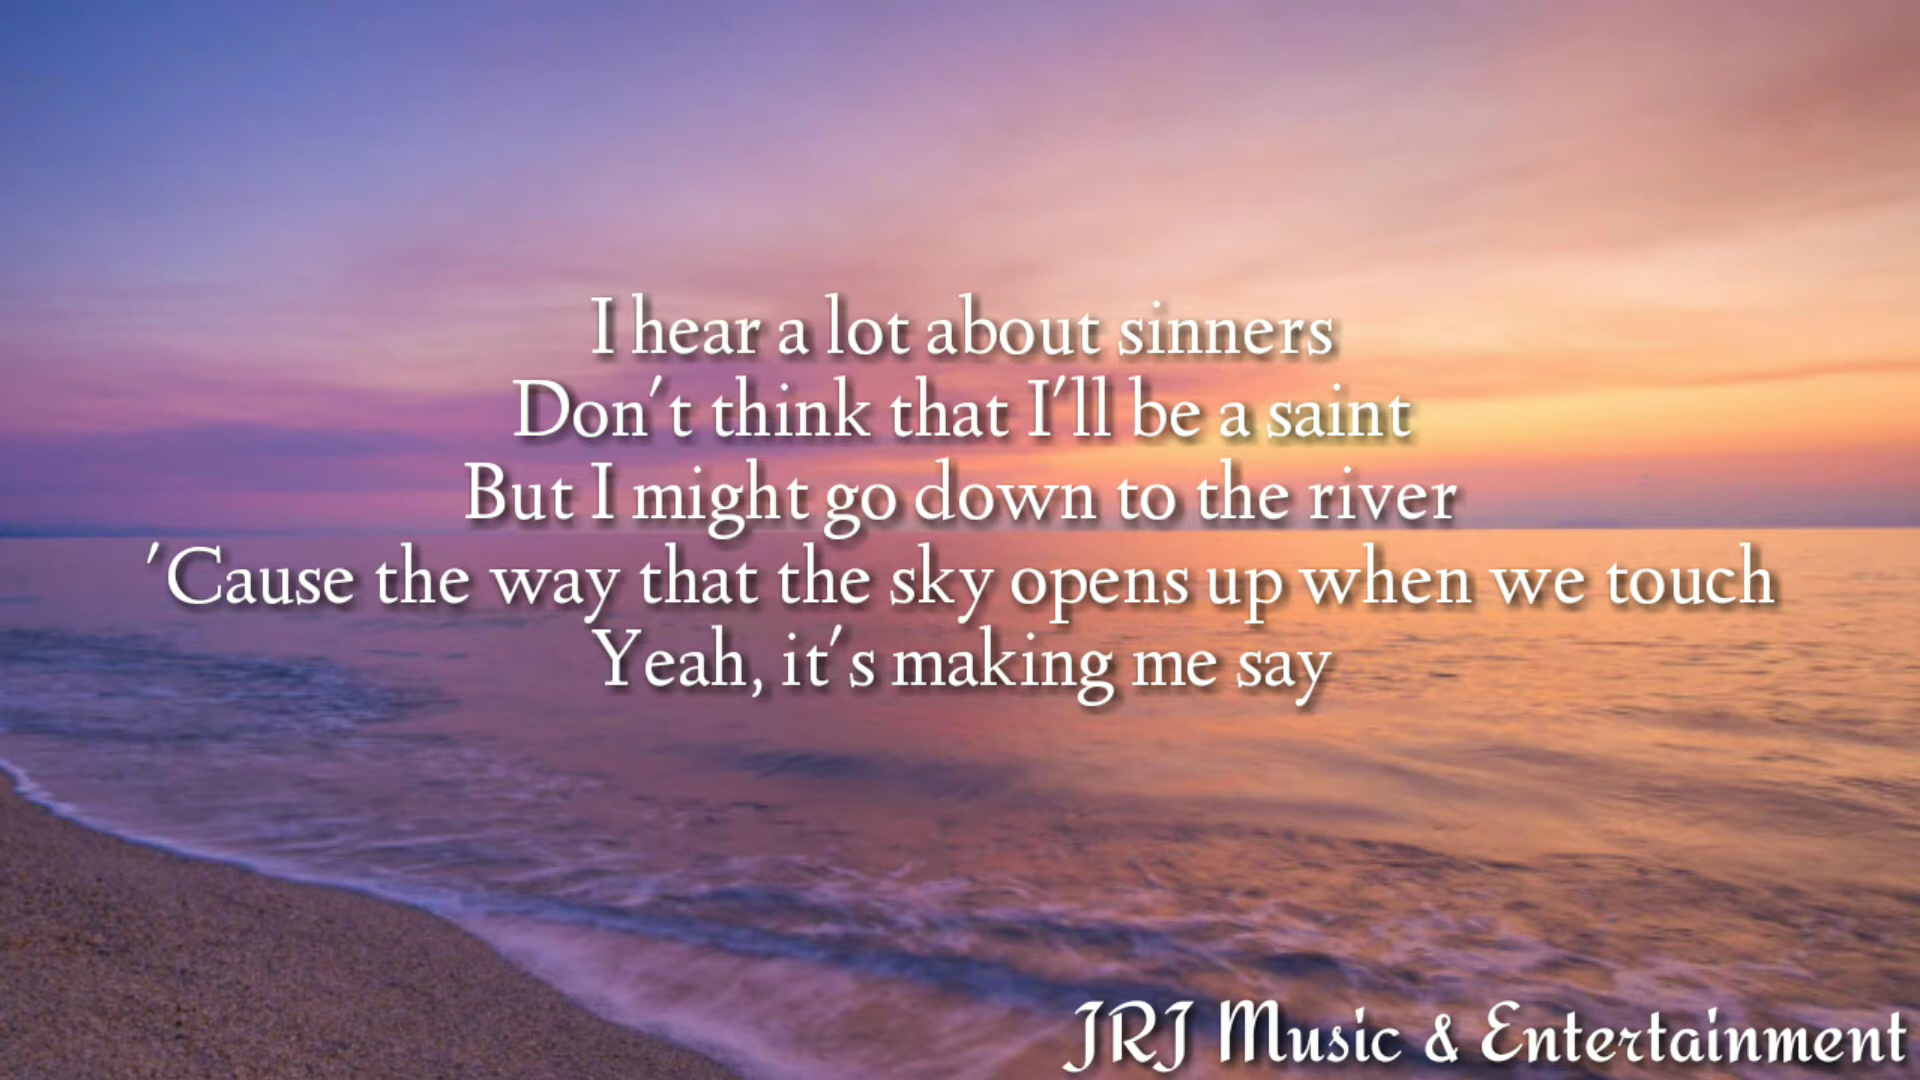 I hear a lot about sinners
Don't think that I'll be a saint
But I might go down to the river
'Cause the way that the sky opens up when we touch
Yeah, it's making me say
JRJ Music & Entertainment